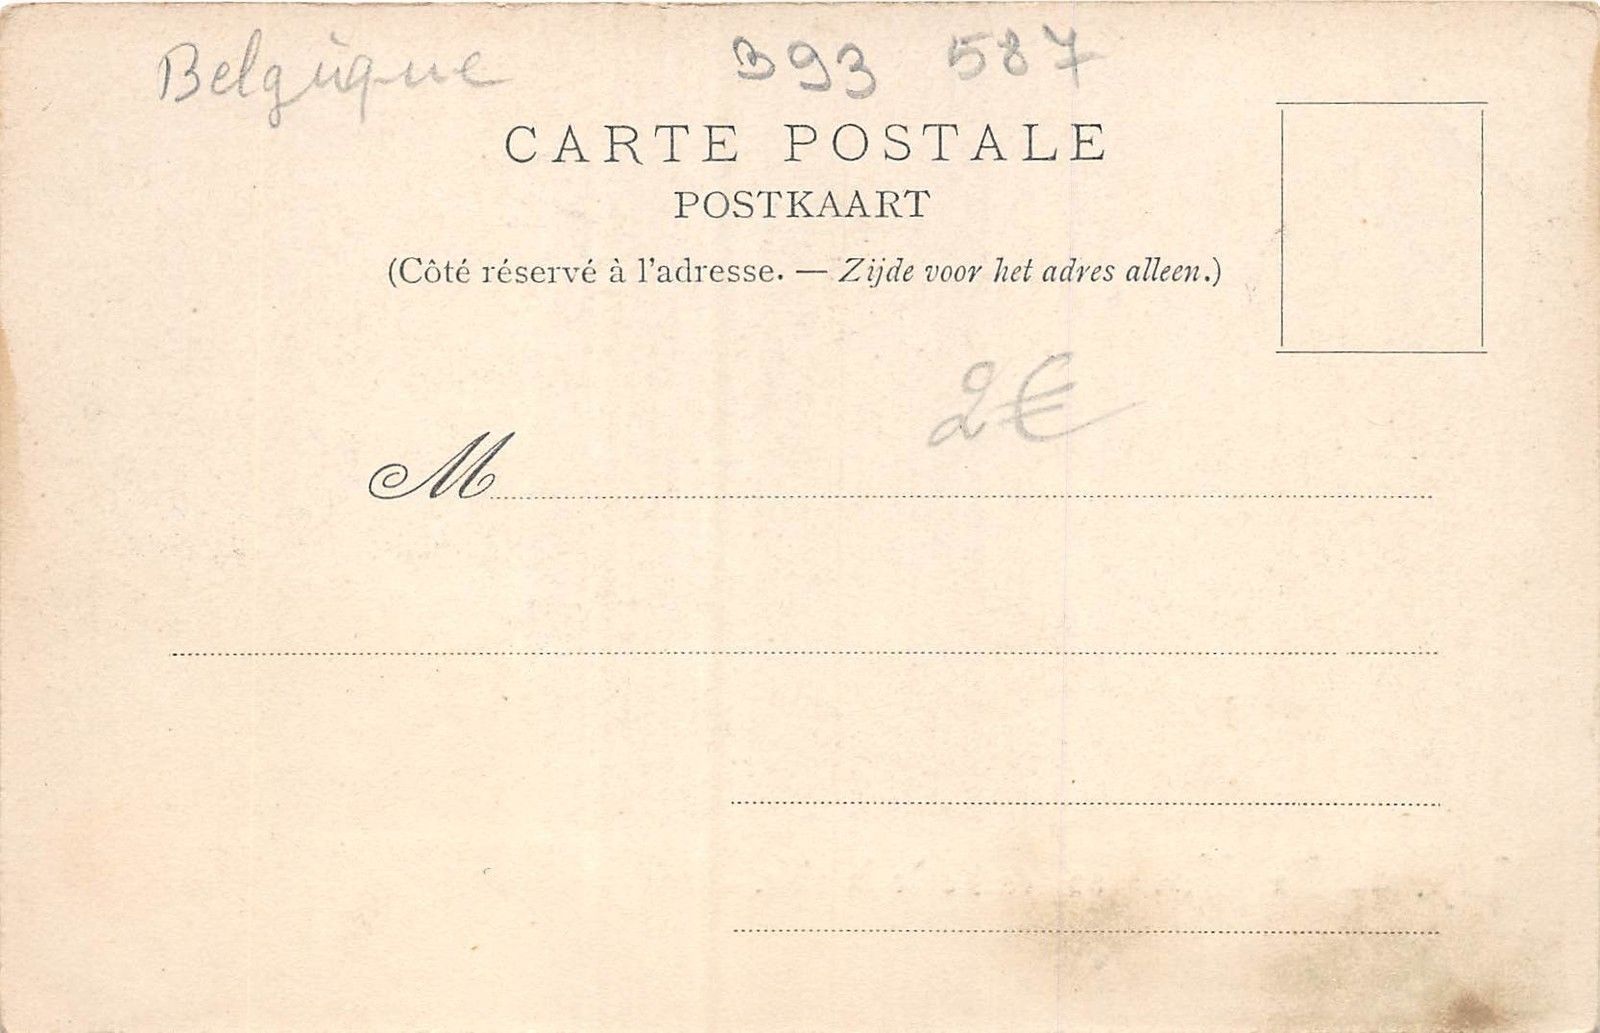 Belgique 393 587
CARTE POSTALE
POSTKAART
(Côté réservé à l'adresse. — Zijde voor het adres alleen.)
2€
M